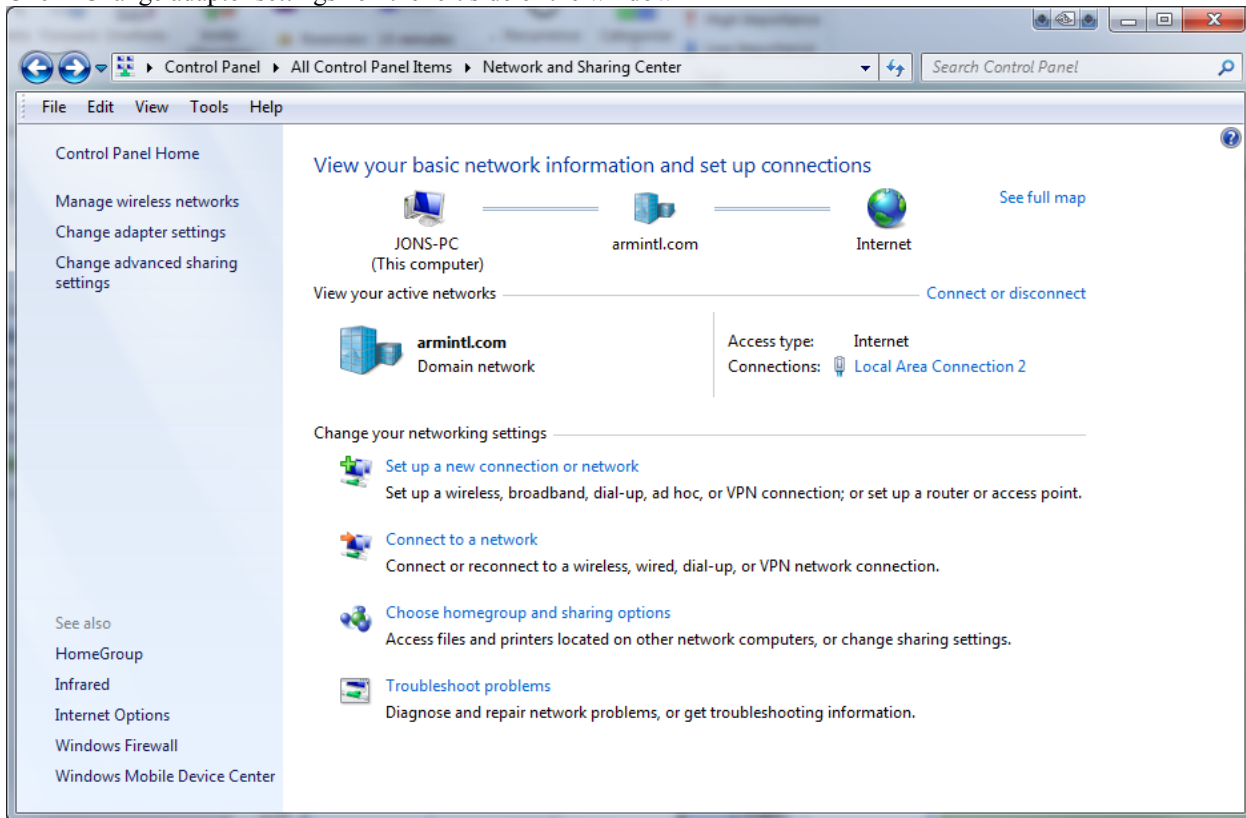 Control Panel ▸ All Control Panel Items ▸ Network and Sharing Center
Search Control Panel
File Edit View Tools Help
Control Panel Home
Manage wireless networks
Change adapter settings
Change advanced sharing
settings
See also
HomeGroup
Infrared
Internet Options
Windows Firewall
Windows Mobile Device Center
View your basic network information and set up connections
See full map
JONS-PC
(This computer)
armintl.com
Internet
View your active networks
Connect or disconnect
armintl.com
Domain network
Access type: Internet
Connections: Local Area Connection 2
Change your networking settings
Set up a new connection or network
Set up a wireless, broadband, dial-up, ad hoc, or VPN connection; or set up a router or access point.
Connect to a network
Connect or reconnect to a wireless, wired, dial-up, or VPN network connection.
Choose homegroup and sharing options
Access files and printers located on other network computers, or change sharing settings.
Troubleshoot problems
Diagnose and repair network problems, or get troubleshooting information.